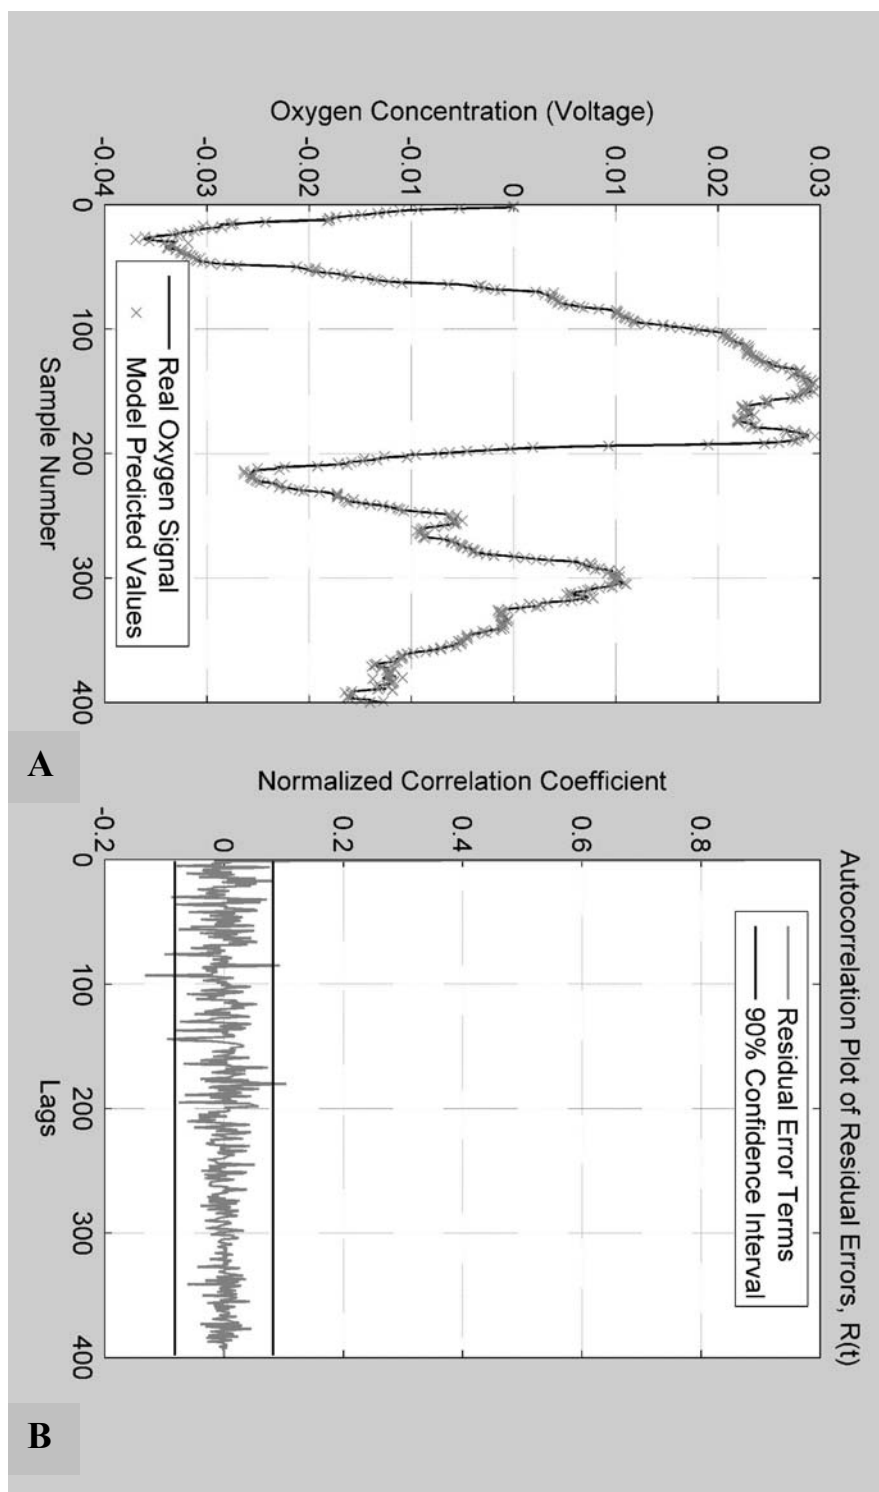 Oxygen Concentration (Voltage)
0.03
0.02
0.01
0
-0.01
-0.02
-0.03
-0.04
0
100
200
300
400
Sample Number
Real Oxygen Signal
Model Predicted Values
A
Autocorrelation Plot of Residual Errors, R(t)
Normalized Correlation Coefficient
0.8
0.6
0.4
0.2
0
-0.2
0
100
200
300
400
Lags
Residual Error Terms
90% Confidence Interval
B